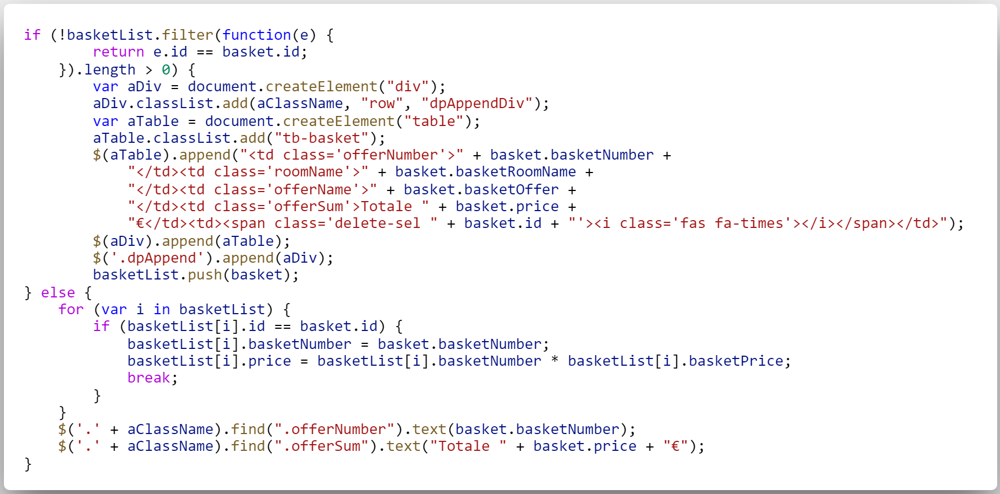 if (!basketList.filter(function(e) {
        return e.id == basket.id;
    }).length > 0) {
        var aDiv = document.createElement("div");
        aDiv.classList.add(aClassName, "row", "dpAppendDiv");
        var aTable = document.createElement("table");
        aTable.classList.add("tb-basket");
        $(aTable).append("<td class='offerNumber'>" + basket.basketNumber +
            "</td><td class='roomName'>" + basket.basketRoomName +
            "</td><td class='offerName'>" + basket.basketOffer +
            "</td><td class='offerSum'>Totale " + basket.price +
            "€</td><td><span class='delete-sel " + basket.id + "'><i class='fas fa-times'></i></span></td>");
        $(aDiv).append(aTable);
        $('.dpAppend').append(aDiv);
        basketList.push(basket);
} else {
    for (var i in basketList) {
        if (basketList[i].id == basket.id) {
            basketList[i].basketNumber = basket.basketNumber;
            basketList[i].price = basketList[i].basketNumber * basketList[i].basketPrice;
            break;
        }
    }
    $('.' + aClassName).find(".offerNumber").text(basket.basketNumber);
    $('.' + aClassName).find(".offerSum").text("Totale " + basket.price + "€");
}